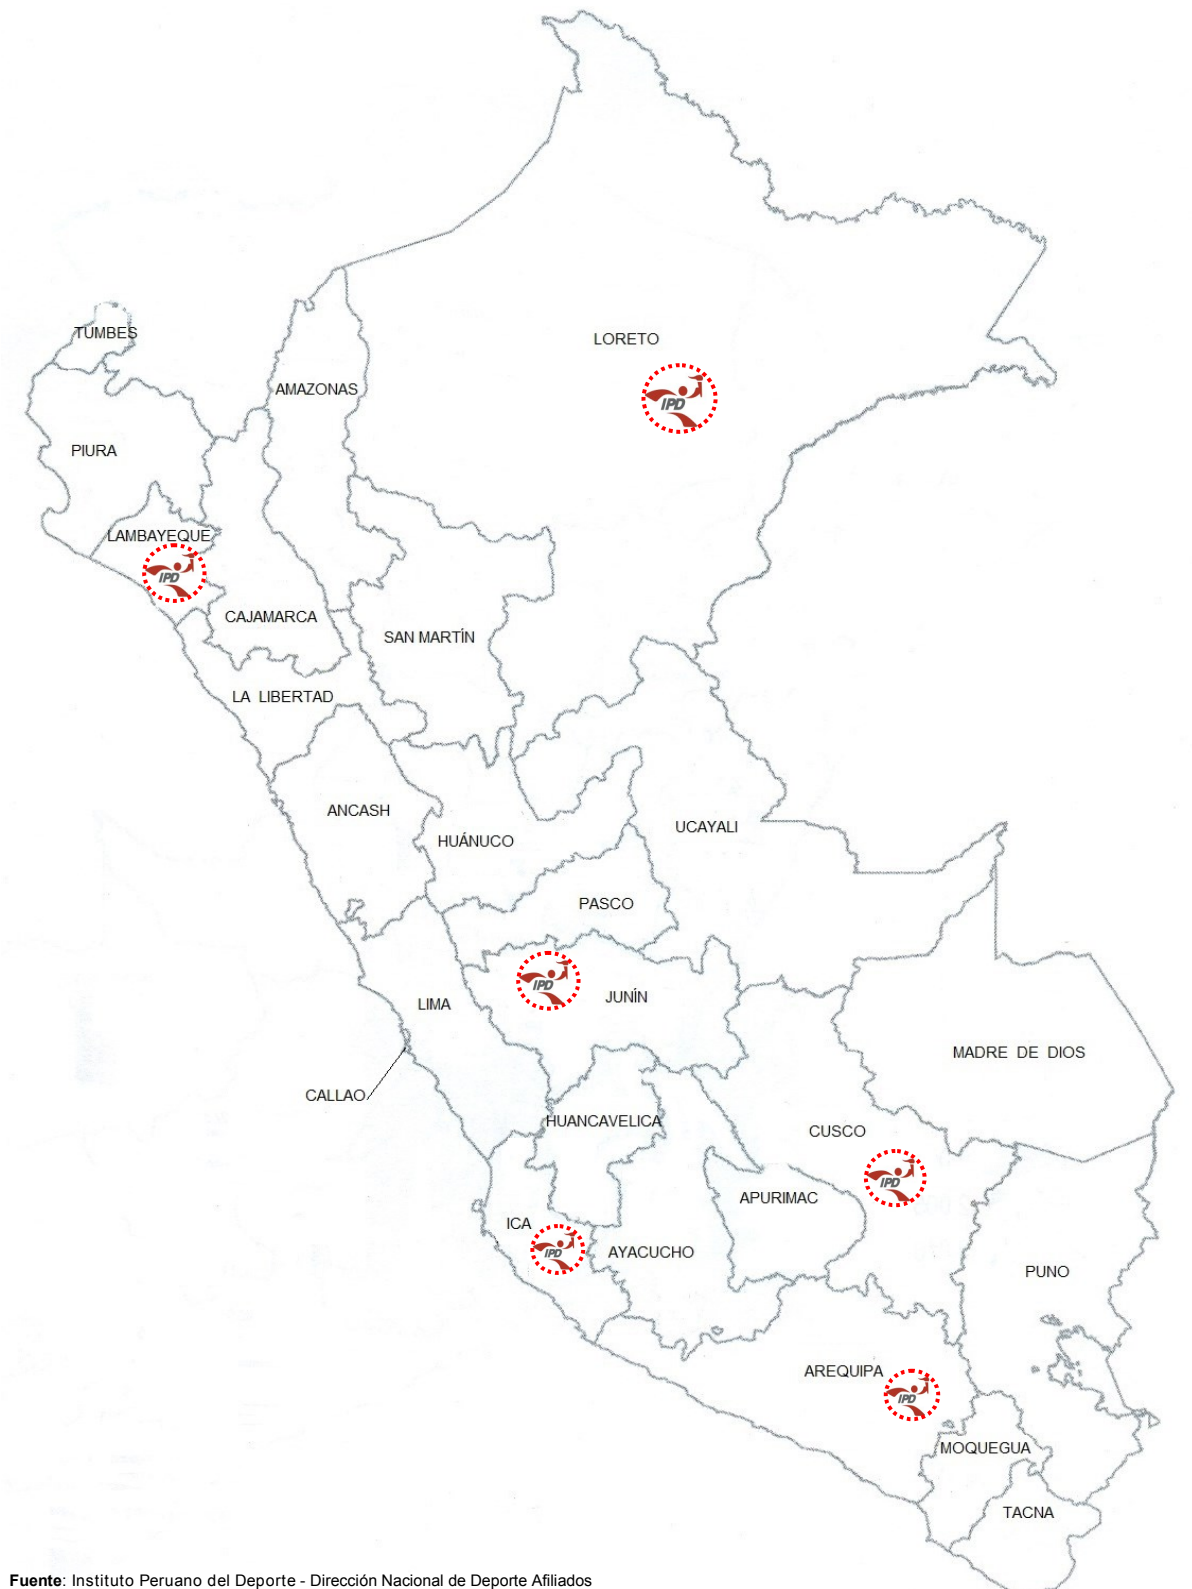 TUMBES
LORETO
AMAZONAS
IPD
PIURA
LAMBAYEQUE
IPD
CAJAMARCA
SAN MARTÍN
LA LIBERTAD
ANCASH
HUÁNUCO
UCAYALI
PASCO
IPD
JUNÍN
LIMA
MADRE DE DIOS
CALLAO
HUANCAVELICA
CUSCO
IPD
APURIMAC
ICA
IPD
AYACUCHO
PUNO
AREQUIPA
IPD
MOQUEGUA
TACNA
Fuente: Instituto Peruano del Deporte - Dirección Nacional de Deporte Afiliados